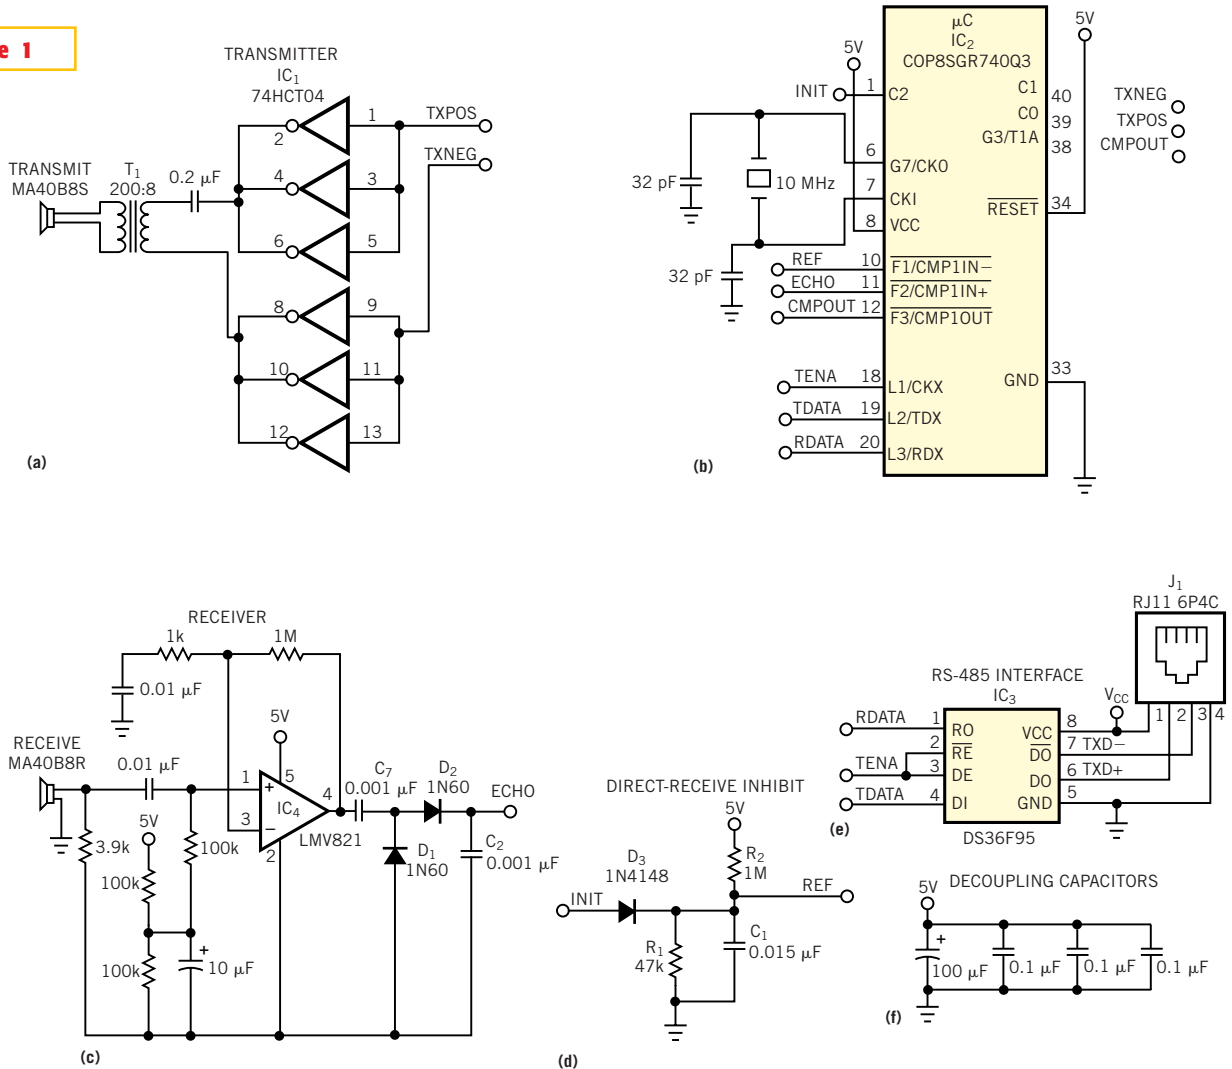 e 1
TRANSMITTER
IC1
74HCT04
TRANSMIT
MA40B8S
T1
200:8
0.2 µF
1
2
TXPOS
TXNEG
4
3
6
5
8
9
10
11
12
13
(a)
µC
IC2
COP8SGR740Q3
5V
5V
INIT
1
C2
C1
40
TXNEG
C0
39
TXPOS
G3/T1A
38
CMPOUT
6
G7/CKO
32 pF
10 MHz
7
CKI
RESET
34
8
VCC
32 pF
REF
10
F1/CMP1IN−
ECHO
11
F2/CMP1IN+
CMPOUT
12
F3/CMP1OUT
GND
33
TENA
18
L1/CKX
TDATA
19
L2/TDX
RDATA
20
L3/RDX
(b)
RECEIVER
1k
1M
0.01 µF
5V
RECEIVE
MA40B8R
0.01 µF
1
+
5
IC4
4
3
−
2
LMV821
C7
0.001 µF
D2
1N60
ECHO
5V
3.9k
100k
100k
D1
1N60
C2
0.001 µF
100k
+
10 µF
(c)
DIRECT-RECEIVE INHIBIT
5V
D3
1N4148
R2
1M
INIT
REF
R1
47k
C1
0.015 µF
(d)
J1
RJ11 6P4C
RS-485 INTERFACE
IC3
VCC
1 2 3 4
RDATA
1
RO
VCC
8
2
RE
DO
7
TXD−
TENA
3
DE
DO
6
TXD+
TDATA
4
DI
GND
5
(e)
DS36F95
5V
DECOUPLING CAPACITORS
+
100 µF
0.1 µF
0.1 µF
0.1 µF
(f)